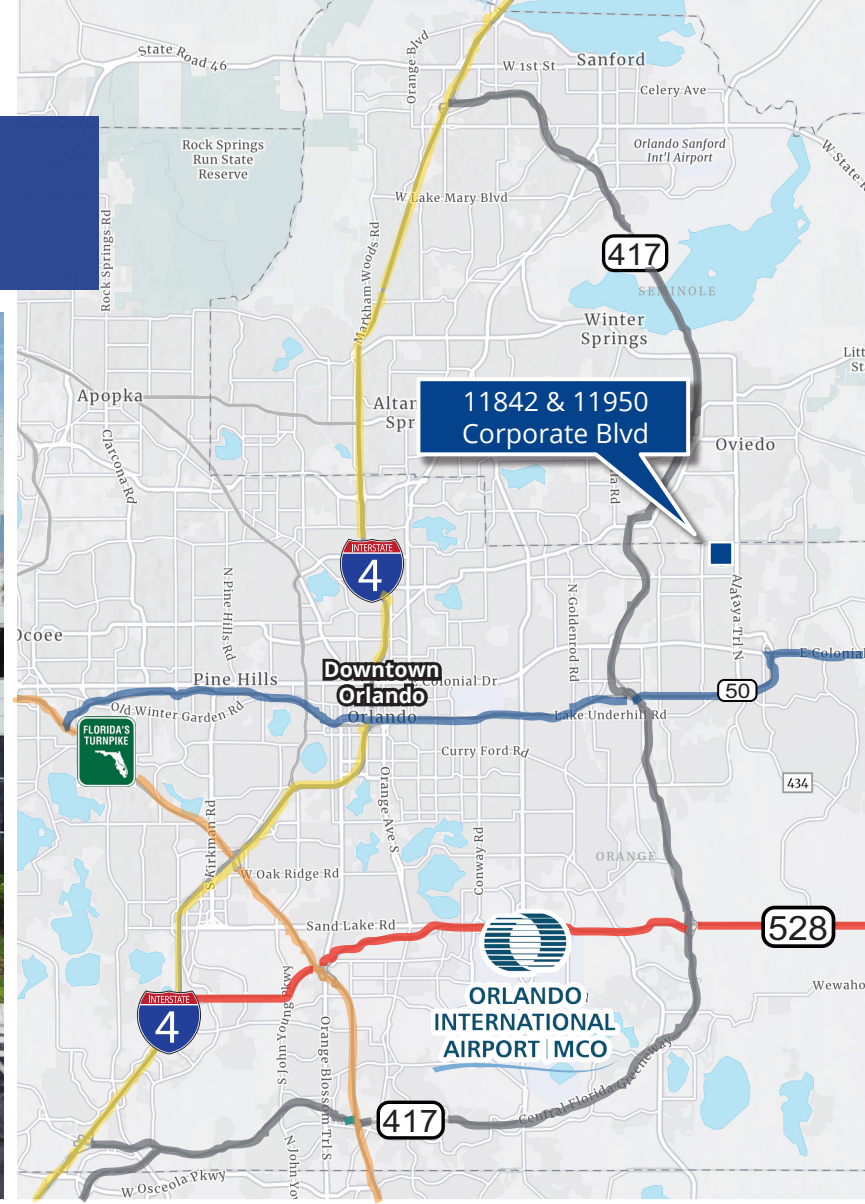 State Road 46
Orange Blvd
W 1st St
Sanford
Celery Ave
Rock Springs
Run State
Reserve
Orlando Sanford
Int'l Airport
W State
W Lake Mary Blvd
Rock Springs Rd
Markham Woods Rd
417
SEMINOLE
Winter
Springs
Apopka
Altam
Spr
11842 & 11950
Corporate Blvd
Oviedo
Clarcona Rd
INTERSTATE
4
N Pine Hills Rd
N Goldenrod Rd
Alafaya Trl N
Pine Hills
Downtown
Orlando
Colonial Dr
E Colonial
50
Old Winter Garden Rd
Orlando
Lake Underhill Rd
FLORIDA'S
TURNPIKE
Curry Ford Rd
Orange Ave S
434
S Kirkman Rd
Conway Rd
ORANGE
W Oak Ridge Rd
Sand Lake Rd
528
ORLANDO
INTERNATIONAL
AIRPORT | MCO
INTERSTATE
4
S John Young Pkwy
Orange Blossom Trl S
Central Florida Greeneway
417
W Osceola Pkwy